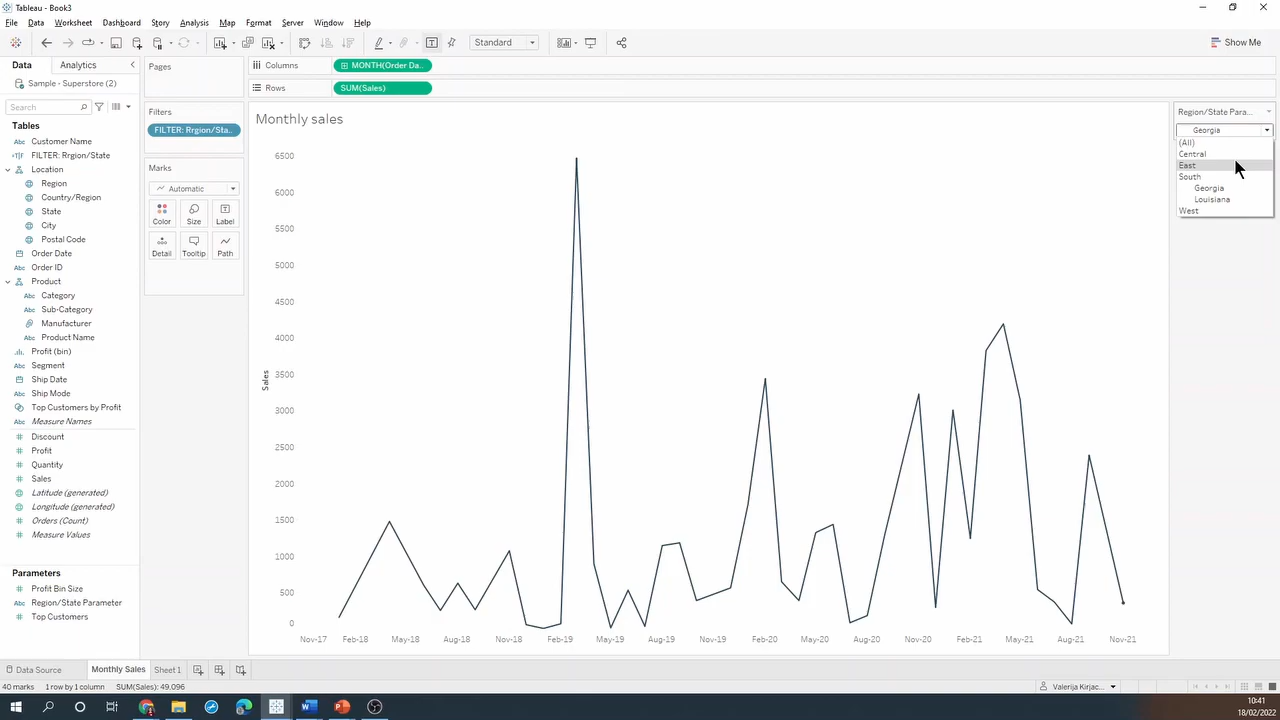 Tableau - Book3
File Data Worksheet Dashboard Story Analysis Map Format Server Window Help
Standard
Show Me
Data Analytics
Sample - Superstore (2)
Search
Tables
Customer Name
FILTER: Rrgion/State
Location
Region
Country/Region
State
City
Postal Code
Order Date
Order ID
Product
Category
Sub-Category
Manufacturer
Product Name
Profit (bin)
Segment
Ship Date
Ship Mode
Top Customers by Profit
Measure Names
Discount
Profit
Quantity
Sales
Latitude (generated)
Longitude (generated)
Orders (Count)
Measure Values
Parameters
Profit Bin Size
Region/State Parameter
Top Customers
Pages
Filters
FILTER: Rrgion/Sta..
Marks
Automatic
Color Size Label
Detail Tooltip Path
Columns MONTH(Order Da..
Rows SUM(Sales)
Monthly sales
6500
6000
5500
5000
4500
4000
3500
3000
2500
2000
1500
1000
500
0
Sales
Nov-17 Feb-18 May-18 Aug-18 Nov-18 Feb-19 May-19 Aug-19 Nov-19 Feb-20 May-20 Aug-20 Nov-20 Feb-21 May-21 Aug-21 Nov-21
Region/State Para...
Georgia
(All)
Central
East
South
Georgia
Louisiana
West
Data Source Monthly Sales Sheet 1
40 marks 1 row by 1 column SUM(Sales): 49.096
Valerija Kirjac...
10:41
18/02/2022